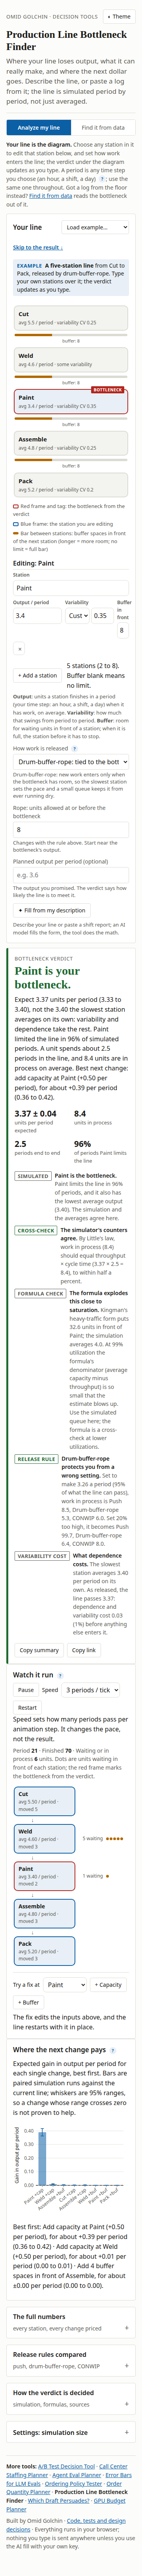 OMID GOLCHIN · DECISION TOOLS
Theme
Production Line Bottleneck
Finder
Where your line loses output, what it can
really make, and where the next dollar
goes. Describe the line, or paste a log
from it; the line is simulated period by
period, not just averaged.
Analyze my line
Find it from data
Your line is the diagram. Choose any station in it
to edit that station below, and set how work
enters the line; the verdict under the diagram
updates as you type. A period is any time step
you choose (an hour, a shift, a day) ? ; use the
same one throughout. Got a log from the floor
instead? Find it from data reads the bottleneck
out of it.
Your line
Load example...
Skip to the result ↓
EXAMPLE A five-station line from Cut to
Pack, released by drum-buffer-rope. Type
your own stations over it; the verdict
updates as you type.
Cut
avg 5.5 / period · variability CV 0.25
buffer: 8
Weld
avg 4.6 / period · some variability
buffer: 8
BOTTLENECK
Paint
avg 3.4 / period · variability CV 0.35
buffer: 8
Assemble
avg 4.8 / period · variability CV 0.25
buffer: 8
Pack
avg 5.2 / period · variability CV 0.2
Red frame and tag: the bottleneck from the
verdict
Blue frame: the station you are editing
Bar between stations: buffer spaces in front
of the next station (longer = more room; no
limit = full bar)
Editing: Paint
Station
Paint
Output / period
Variability
Buffer
in
front
3.4
Cust
0.35
8
×
+ Add a station
5 stations (2 to 8).
Buffer blank means
no limit.
Output: units a station finishes in a period
(your time step: an hour, a shift, a day) when it
has work, on average. Variability: how much
that swings from period to period. Buffer: room
for waiting units in front of a station; when it is
full, the station before it has to stop.
How work is released ?
Drum-buffer-rope: tied to the bott
Drum-buffer-rope: new work enters only when
the bottleneck has room, so the slowest station
sets the pace and a small queue keeps it from
ever running dry.
Rope: units allowed at or before the
bottleneck
8
Changes with the rule above. Start near the
bottleneck's output.
Planned output per period (optional)
e.g. 3.6
The output you promised. The verdict says how
likely the line is to meet it.
✦ Fill from my description
Describe your line or paste a shift report; an AI
model fills the form, the tool does the math.
BOTTLENECK VERDICT
Paint is your
bottleneck.
Expect 3.37 units per period (3.33 to
3.40), not the 3.40 the slowest station
averages on its own: variability and
dependence take the rest. Paint
limited the line in 96% of simulated
periods. A unit spends about 2.5
periods in the line, and 8.4 units are in
process on average. Best next change:
add capacity at Paint (+0.50 per
period), for about +0.39 per period
(0.36 to 0.42).
3.37 ± 0.04
units per period
expected
8.4
units in process
2.5
periods end to end
96%
of periods Paint limits
the line
SIMULATED
Paint is the bottleneck.
Paint limits the line in 96%
of periods, and it also has
the lowest average output
(3.40). The simulation and
the averages agree here.
CROSS-CHECK
The simulator's counters
agree. By Little's law,
work in process (8.4)
should equal throughput
× cycle time (3.37 × 2.5 =
8.4), to within half a
percent.
FORMULA CHECK
The formula explodes
this close to
saturation. Kingman's
heavy-traffic form puts
32.6 units in front of
Paint; the simulation
averages 4.0. At 99%
utilization the
formula's
denominator (average
capacity minus
throughput) is so
small that the
estimate blows up.
Use the simulated
queue here; the
formula is a cross-
check at lower
utilizations.
RELEASE RULE
Drum-buffer-rope
protects you from a
wrong setting. Set to
make 3.26 a period (95%
of what the line can pass),
work in process is Push
8.5, Drum-buffer-rope
5.3, CONWIP 6.0. Set 20%
too high, it becomes Push
99.7, Drum-buffer-rope
6.4, CONWIP 8.0.
VARIABILITY COST
What dependence
costs. The slowest
station averages 3.40
per period on its
own. As released, the
line passes 3.37:
dependence and
variability cost 0.03
(1%) before anything
else enters it.
Copy summary
Copy link
Watch it run ?
Pause
Speed
3 periods / tick
Restart
Speed sets how many periods pass per
animation step. It changes the pace,
not the result.
Period 21 · Finished 70 · Waiting or in
process 6 units. Dots are units waiting in
front of that station; the red frame marks
the bottleneck from the verdict.
Cut
avg 5.50 / period ·
moved 5
↓
Weld
avg 4.60 / period ·
moved 3
5 waiting
↓
Paint
avg 3.40 / period ·
moved 2
1 waiting
↓
Assemble
avg 4.80 / period ·
moved 3
↓
Pack
avg 5.20 / period ·
moved 3
Try a fix at
Paint
+ Capacity
+ Buffer
The fix edits the inputs above, and the
line restarts with it in place.
Where the next change pays ?
Expected gain in output per period for
each single change, best first. Bars are
paired simulation runs against the
current line; whiskers are 95% ranges,
so a change whose range crosses zero
is not proven to help.
Gain in output per period
0.40
0.30
0.20
0.10
0.00
Best first: Add capacity at Paint (+0.50
per period), for about +0.39 per period
(0.36 to 0.42) · Add capacity at Weld
(+0.50 per period), for about +0.01 per
period (0.00 to 0.01) · Add 4 buffer
spaces in front of Assemble, for about
±0.00 per period (0.00 to 0.00).
The full numbers
every station, every change priced
+
Release rules compared
push, drum-buffer-rope, CONWIP
+
How the verdict is decided
simulation, formulas, sources
+
Settings: simulation size
+
More tools: A/B Test Decision Tool · Call Center
Staffing Planner · Agent Eval Planner · Error Bars
for LLM Evals · Ordering Policy Tester · Order
Quantity Planner · Production Line Bottleneck
Finder · Which Draft Persuades? · GPU Budget
Planner
Built by Omid Golchin · Code, tests and design
decisions · Everything runs in your browser;
nothing you type is sent anywhere unless you use
the AI fill with your own key.